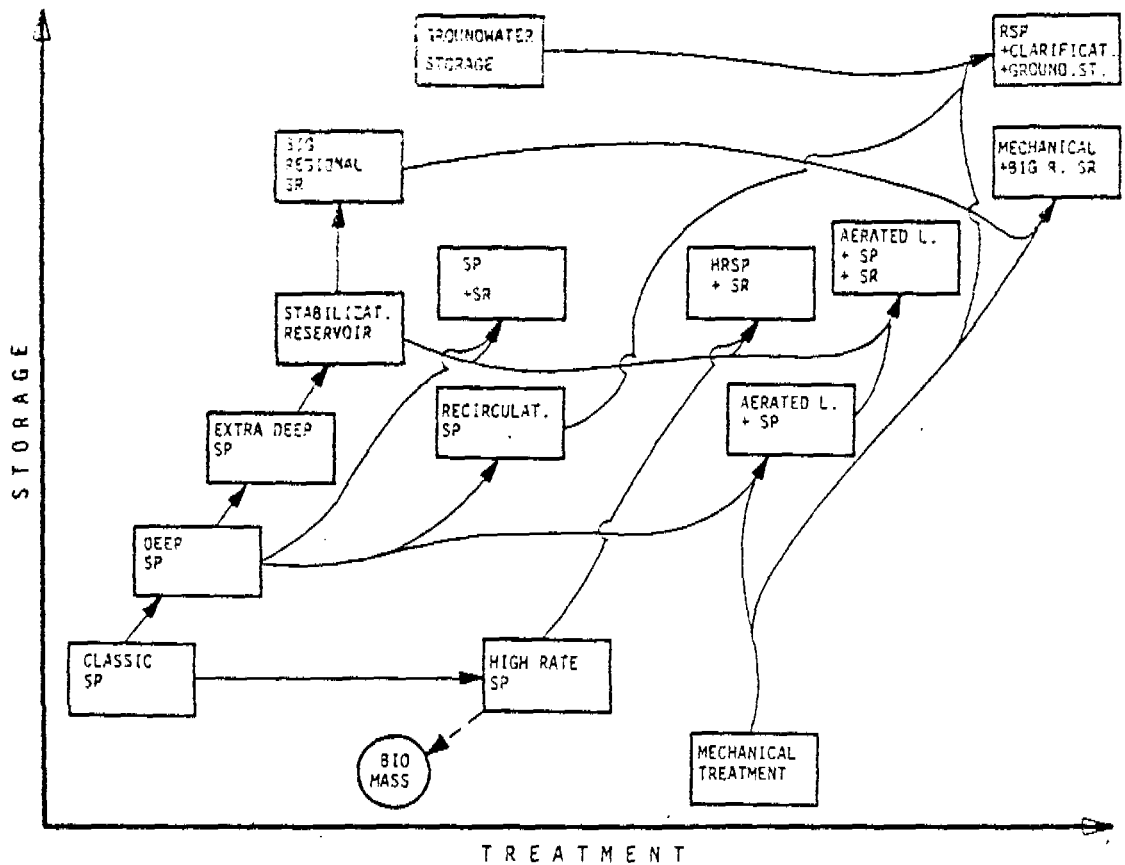 GROUNDWATER
STORAGE
RSP
+CLARIFICAT.
+GROUND.ST.
BIG
REGIONAL
SR
MECHANICAL
+BIG R. SR
SP
+SR
HRSP
+ SR
AERATED L.
+ SP
+ SR
STABILIZAT.
RESERVOIR
RECIRCULAT.
SP
AERATED L.
+ SP
EXTRA DEEP
SP
DEEP
SP
CLASSIC
SP
HIGH RATE
SP
BIO
MASS
MECHANICAL
TREATMENT
STORAGE
TREATMENT